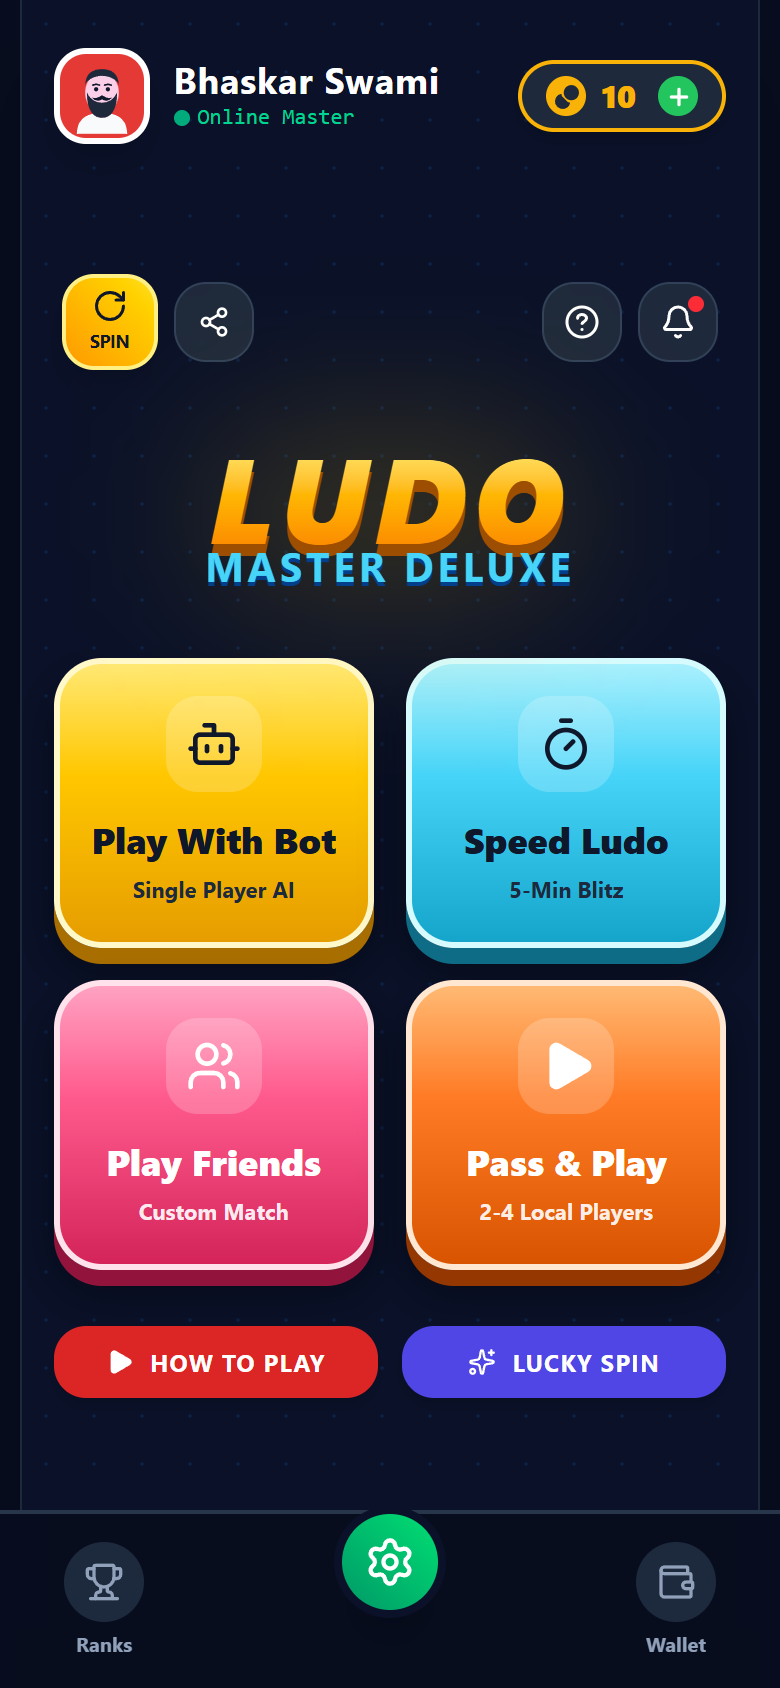 Bhaskar Swami
Online Master
10
SPIN
LUDO
MASTER DELUXE
Play With Bot
Single Player AI
Speed Ludo
5-Min Blitz
Play Friends
Custom Match
Pass & Play
2-4 Local Players
HOW TO PLAY
LUCKY SPIN
Ranks
Wallet